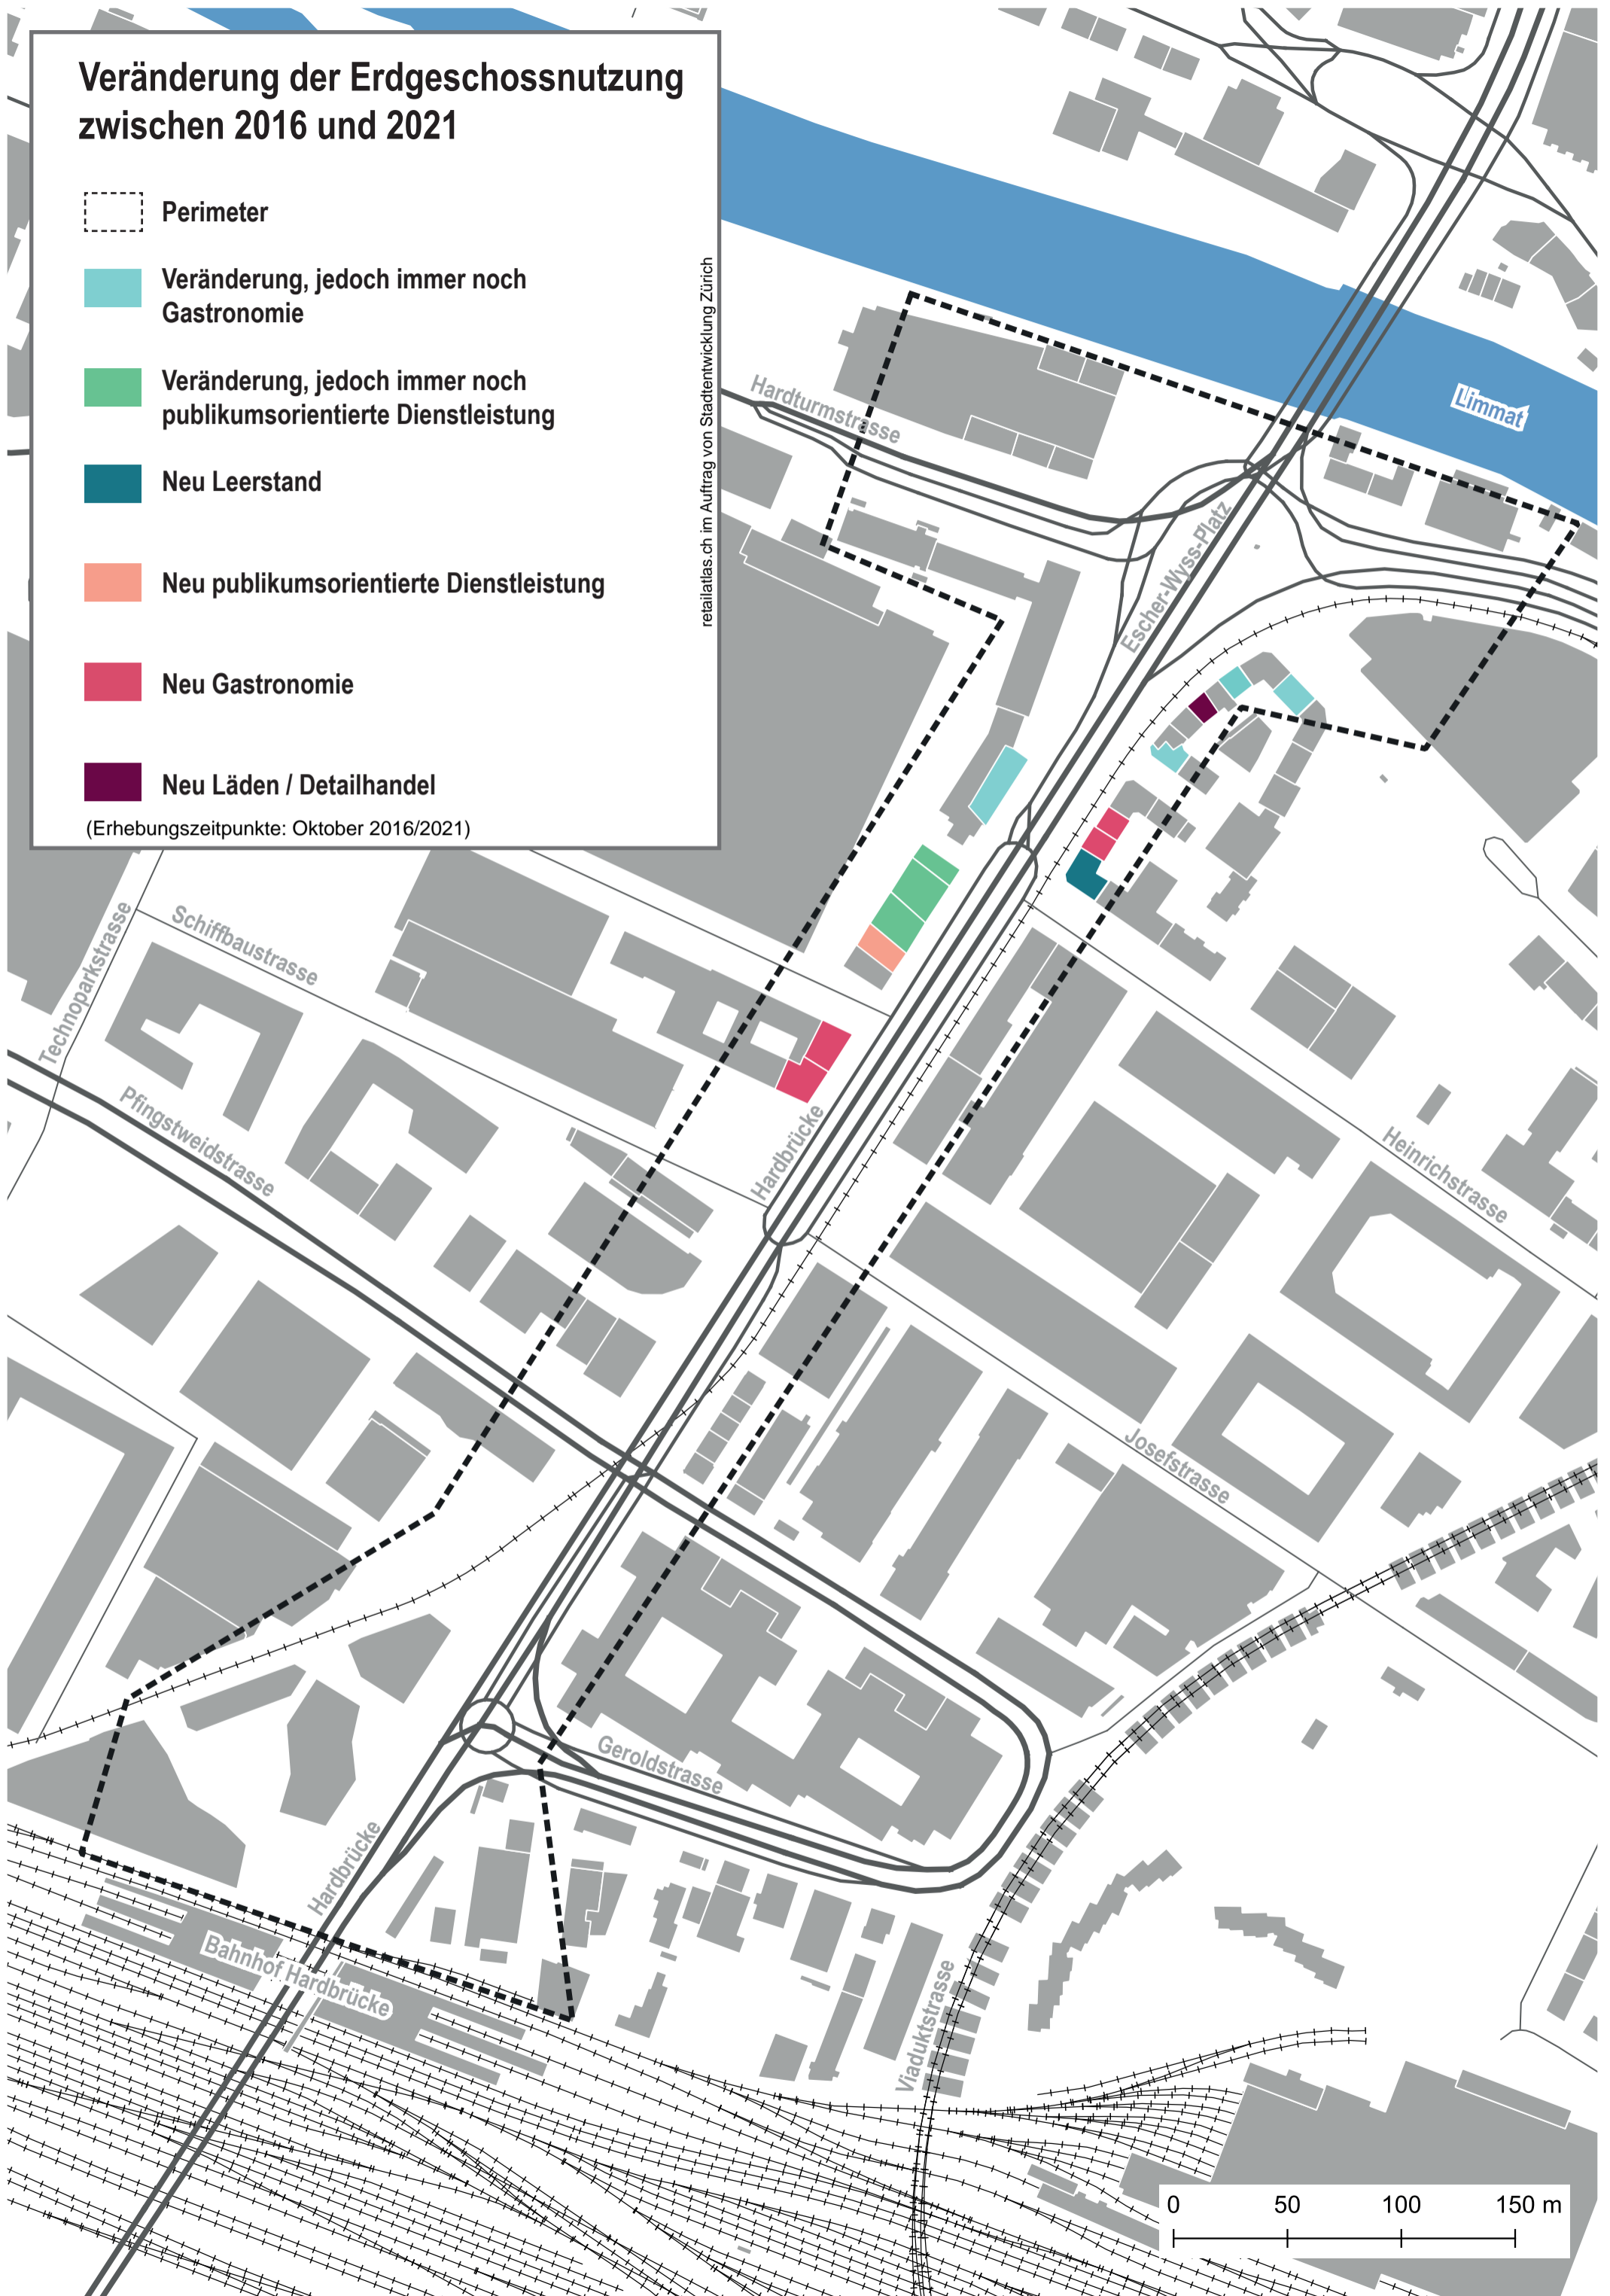 Veränderung der Erdgeschossnutzung
zwischen 2016 und 2021
Perimeter
Veränderung, jedoch immer noch
Gastronomie
Veränderung, jedoch immer noch
publikumsorientierte Dienstleistung
Neu Leerstand
Neu publikumsorientierte Dienstleistung
Neu Gastronomie
Neu Läden / Detailhandel
(Erhebungszeitpunkte: Oktober 2016/2021)
retailatlas.ch im Auftrag von Stadtentwicklung Zürich
Hardturmstrasse
Limmat
Escher-Wyss-Platz
Technoparkstrasse
Schiffbaustrasse
Pfingstweidstrasse
Hardbrücke
Heinrichstrasse
Josefstrasse
Geroldstrasse
Hardbrücke
Bahnhof Hardbrücke
Viaduktstrasse
0 50 100 150 m